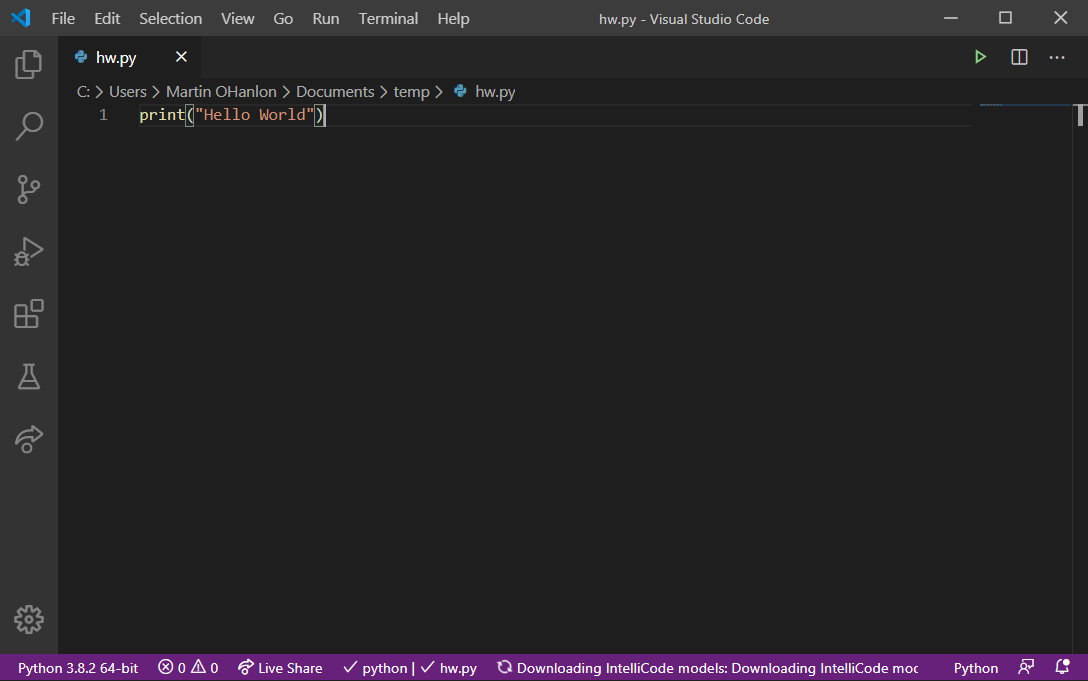 File Edit Selection View Go Run Terminal Help hw.py - Visual Studio Code
hw.py
C: > Users > Martin OHanlon > Documents > temp > hw.py
1 print("Hello World")
Python 3.8.2 64-bit 0 0 Live Share python | hw.py Downloading IntelliCode models: Downloading IntelliCode moc Python